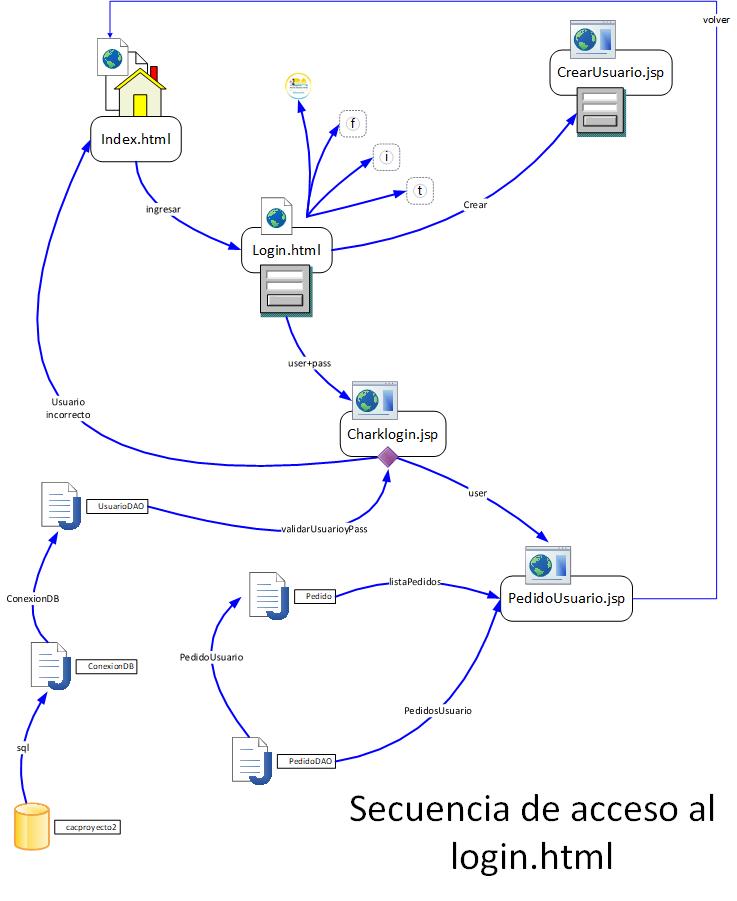 volver
CrearUsuario.jsp
f
Index.html
i
t
ingresar
Crear
Login.html
user+pass
Usuario
incorrecto
Charklogin.jsp
user
UsuarioDAO
validarUsuarioyPass
listaPedidos
ConexionDB
Pedido
PedidoUsuario.jsp
PedidoUsuario
ConexionDB
PedidosUsuario
sql
PedidoDAO
cacproyecto2
Secuencia de acceso al
login.html